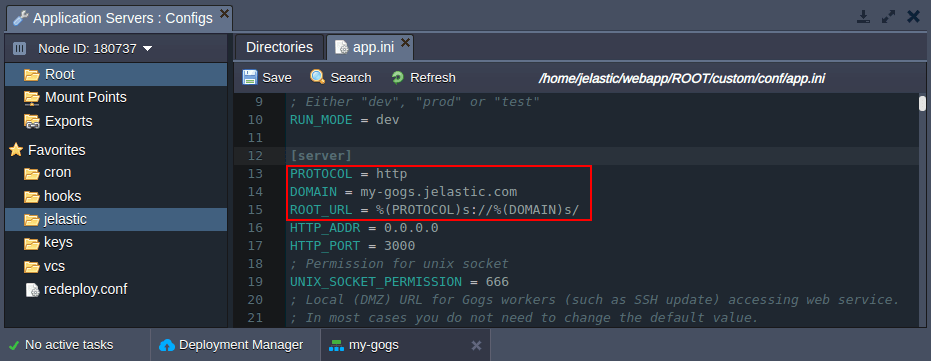 Application Servers : Configs
Node ID: 180737
Root
Mount Points
Exports
Favorites
cron
hooks
jelastic
keys
vcs
redeploy.conf
Directories
app.ini
Save
Search
Refresh
/home/jelastic/webapp/ROOT/custom/conf/app.ini
9 ; Either "dev", "prod" or "test"
10 RUN_MODE = dev
11
12 [server]
13 PROTOCOL = http
14 DOMAIN = my-gogs.jelastic.com
15 ROOT_URL = %(PROTOCOL)s://%(DOMAIN)s/
16 HTTP_ADDR = 0.0.0.0
17 HTTP_PORT = 3000
18 ; Permission for unix socket
19 UNIX_SOCKET_PERMISSION = 666
20 ; Local (DMZ) URL for Gogs workers (such as SSH update) accessing web service.
21 ; In most cases you do not need to change the default value.
No active tasks
Deployment Manager
my-gogs